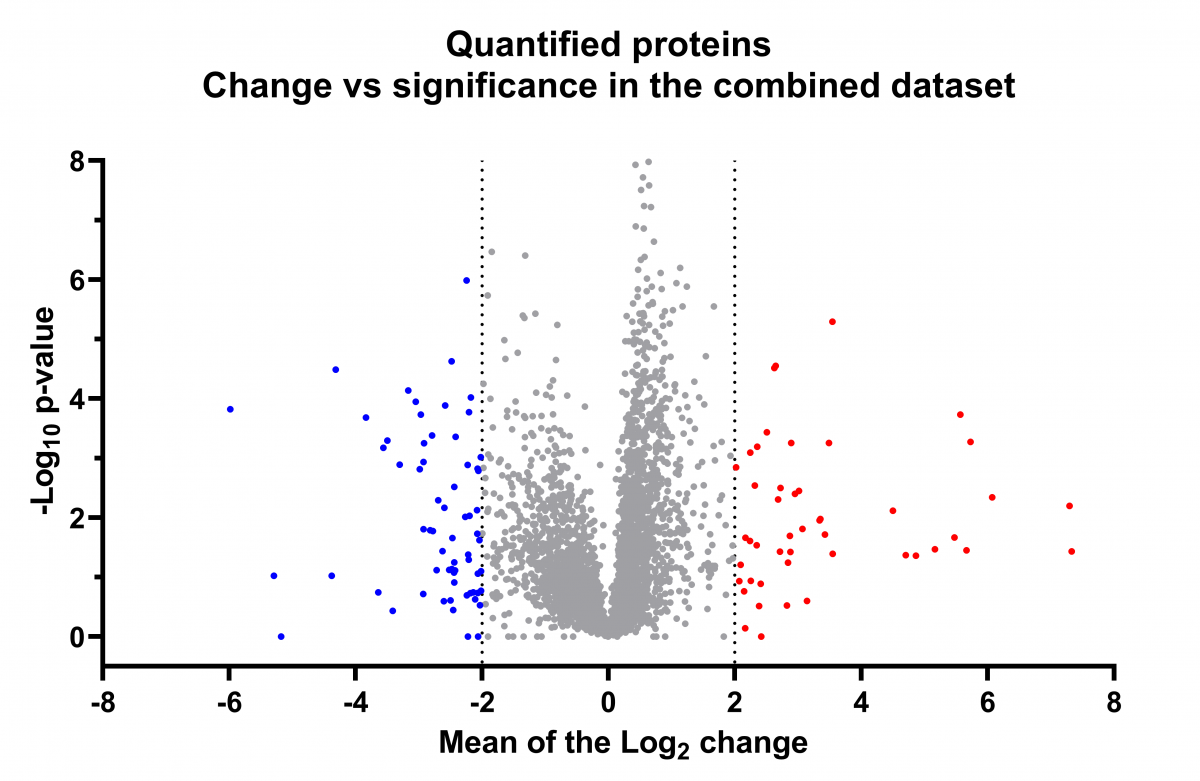 Quantified proteins
Change vs significance in the combined dataset
-Log10 p-value
8
6
4
2
0
-8 -6 -4 -2 0 2 4 6 8
Mean of the Log2 change